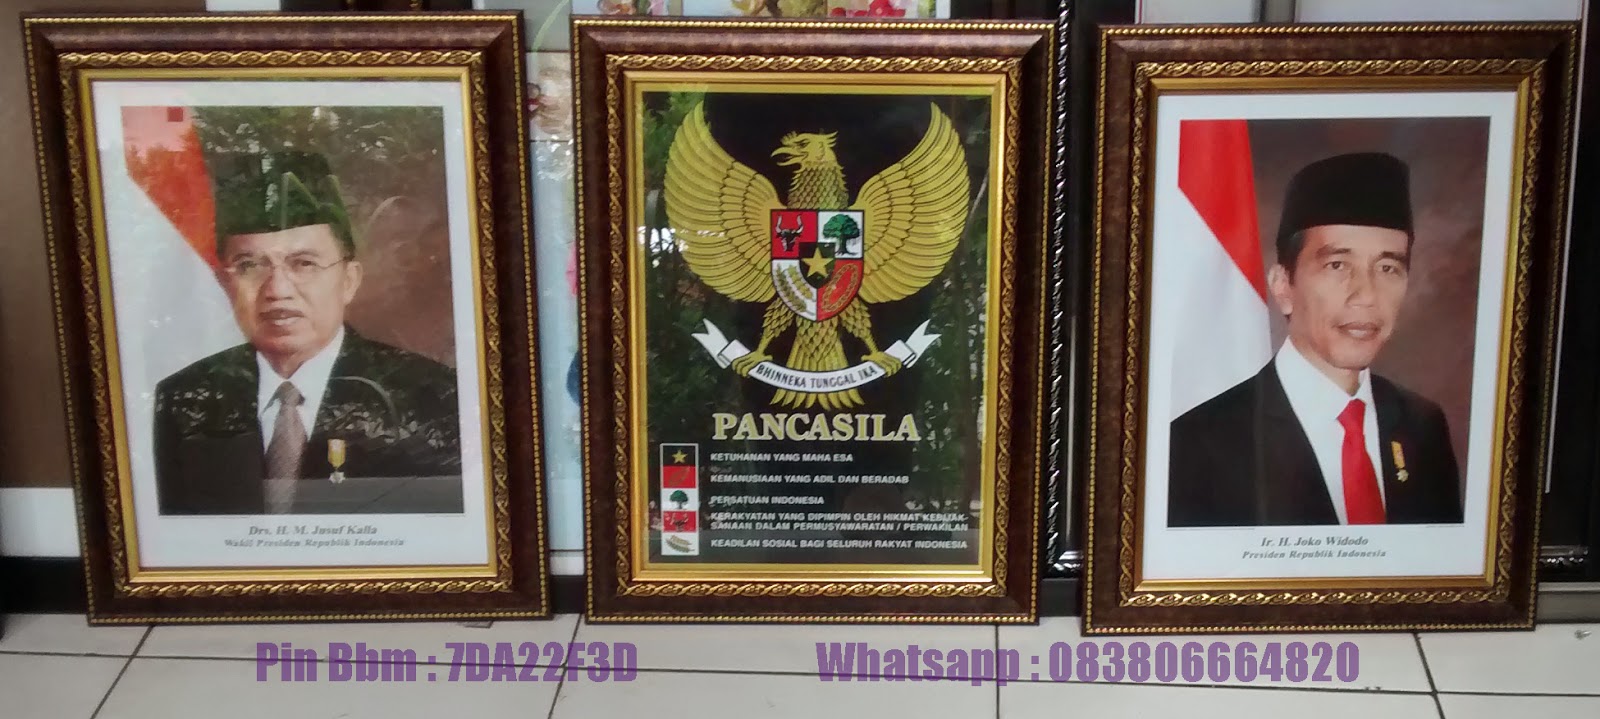 Drs. H. M. Jusuf Kalla
Wakil Presiden Republik Indonesia
BHINNEKA TUNGGAL IKA
PANCASILA
KETUHANAN YANG MAHA ESA
KEMANUSIAAN YANG ADIL DAN BERADAB
PERSATUAN INDONESIA
KERAKYATAN YANG DIPIMPIN OLEH HIKMAT KEBIJAK-
SANAAN DALAM PERMUSYAWARATAN / PERWAKILAN
KEADILAN SOSIAL BAGI SELURUH RAKYAT INDONESIA
Ir. H. Joko Widodo
Presiden Republik Indonesia
Pin Bbm : 7DA22F3D
Whatsapp : 083806664820